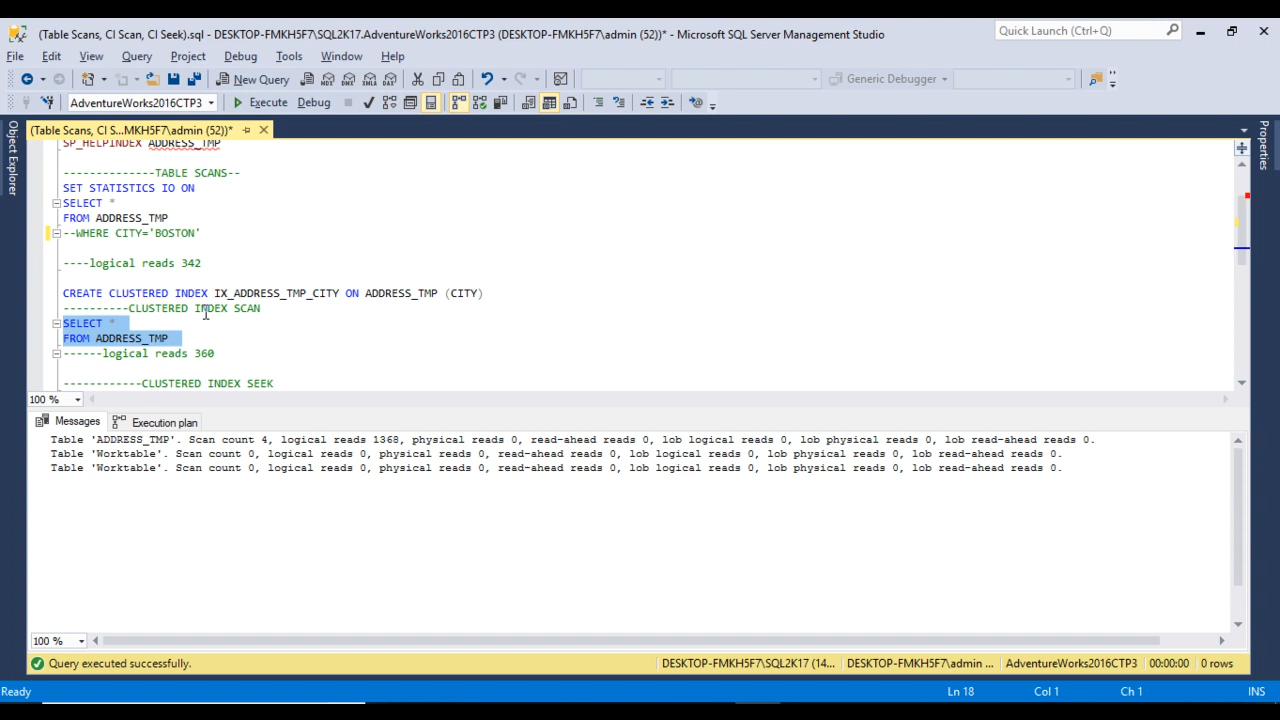 (Table Scans, CI Scan, CI Seek).sql - DESKTOP-FMKH5F7\SQL2K17.AdventureWorks2016CTP3 (DESKTOP-FMKH5F7\admin (52))* - Microsoft SQL Server Management Studio
Quick Launch (Ctrl+Q)
File Edit View Query Project Debug Tools Window Help
New Query MDX DMX XMLA DAX Generic Debugger
AdventureWorks2016CTP3 Execute Debug
(Table Scans, CI S...MKH5F7\admin (52))*
Object Explorer
Properties
SP_HELPINDEX ADDRESS_TMP
--------------TABLE SCANS--
SET STATISTICS IO ON
SELECT *
FROM ADDRESS_TMP
--WHERE CITY='BOSTON'
----logical reads 342
CREATE CLUSTERED INDEX IX_ADDRESS_TMP_CITY ON ADDRESS_TMP (CITY)
----------CLUSTERED INDEX SCAN
SELECT *
FROM ADDRESS_TMP
------logical reads 360
------------CLUSTERED INDEX SEEK
100 %
Messages Execution plan
Table 'ADDRESS_TMP'. Scan count 4, logical reads 1368, physical reads 0, read-ahead reads 0, lob logical reads 0, lob physical reads 0, lob read-ahead reads 0.
Table 'Worktable'. Scan count 0, logical reads 0, physical reads 0, read-ahead reads 0, lob logical reads 0, lob physical reads 0, lob read-ahead reads 0.
Table 'Worktable'. Scan count 0, logical reads 0, physical reads 0, read-ahead reads 0, lob logical reads 0, lob physical reads 0, lob read-ahead reads 0.
100 %
Query executed successfully. DESKTOP-FMKH5F7\SQL2K17 (14... DESKTOP-FMKH5F7\admin ... AdventureWorks2016CTP3 00:00:00 0 rows
Ready Ln 18 Col 1 Ch 1 INS